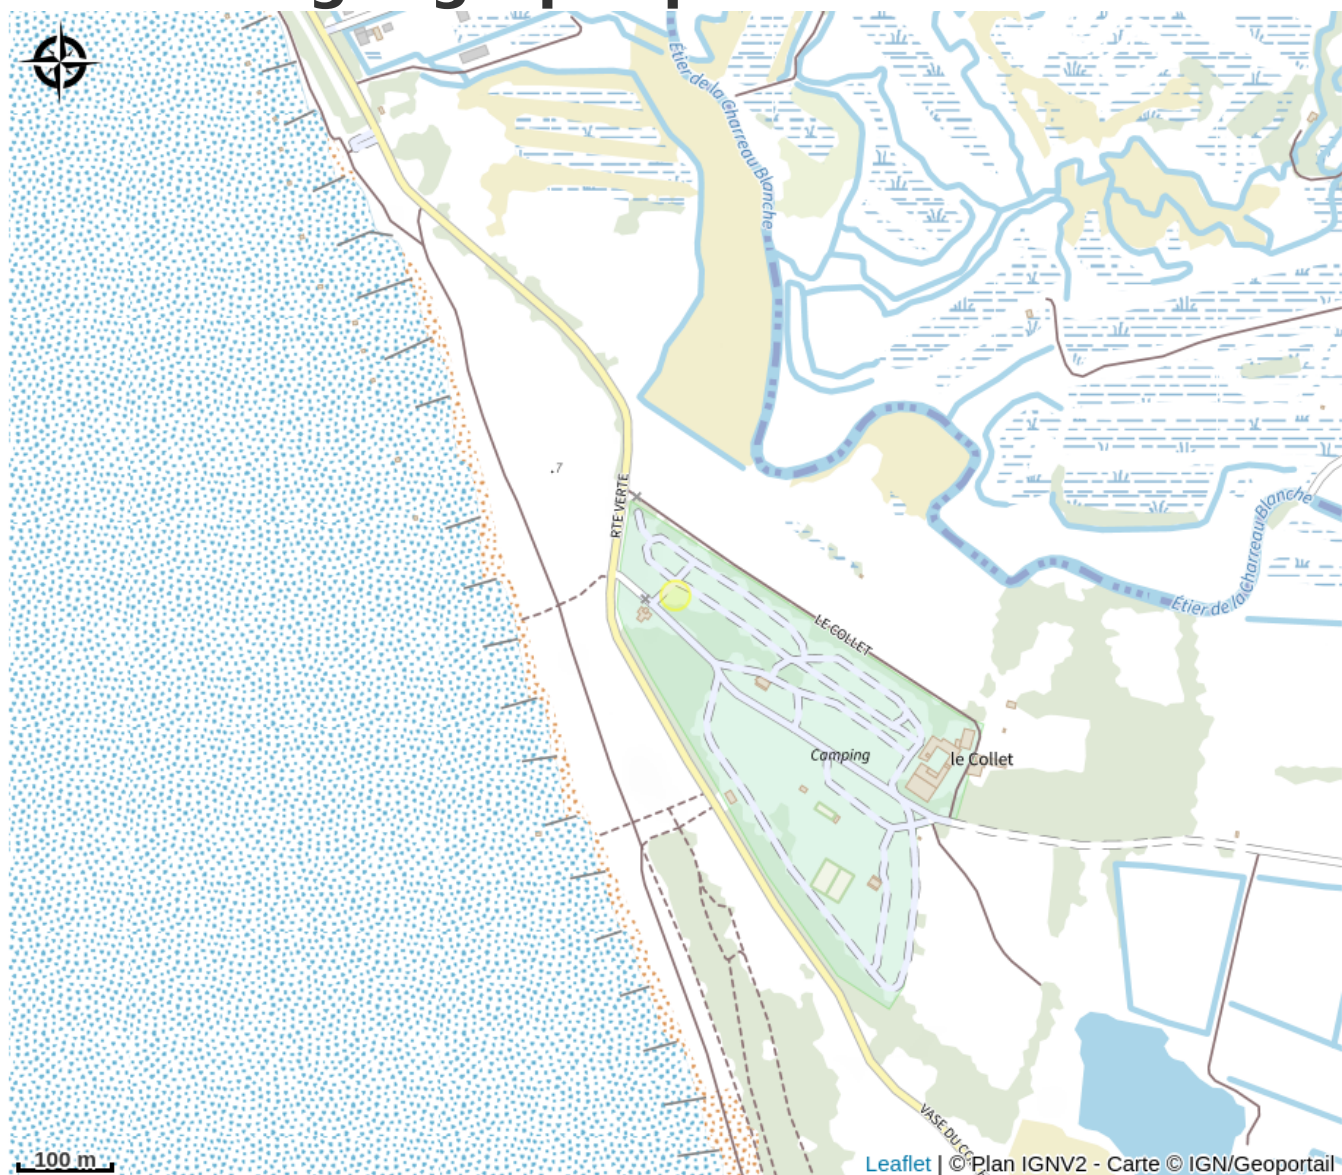 Étier de la Charreau Blanche
.7
RTE VERTE
LE COLLET
Étier de la Charreau Blanche
Camping
le Collet
VASE DU
100 m
Leaflet | © Plan IGNV2 - Carte © IGN/Geoportail